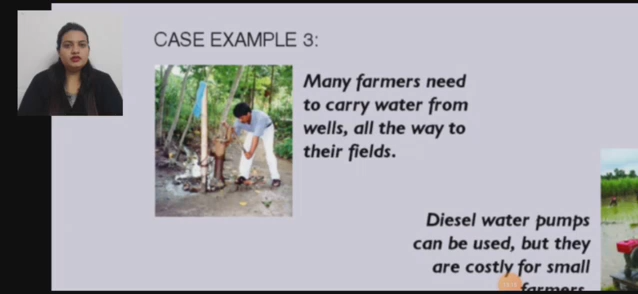 CASE EXAMPLE 3:
Many farmers need
to carry water from
wells, all the way to
their fields.
Diesel water pumps
can be used, but they
are costly for small
farmers.